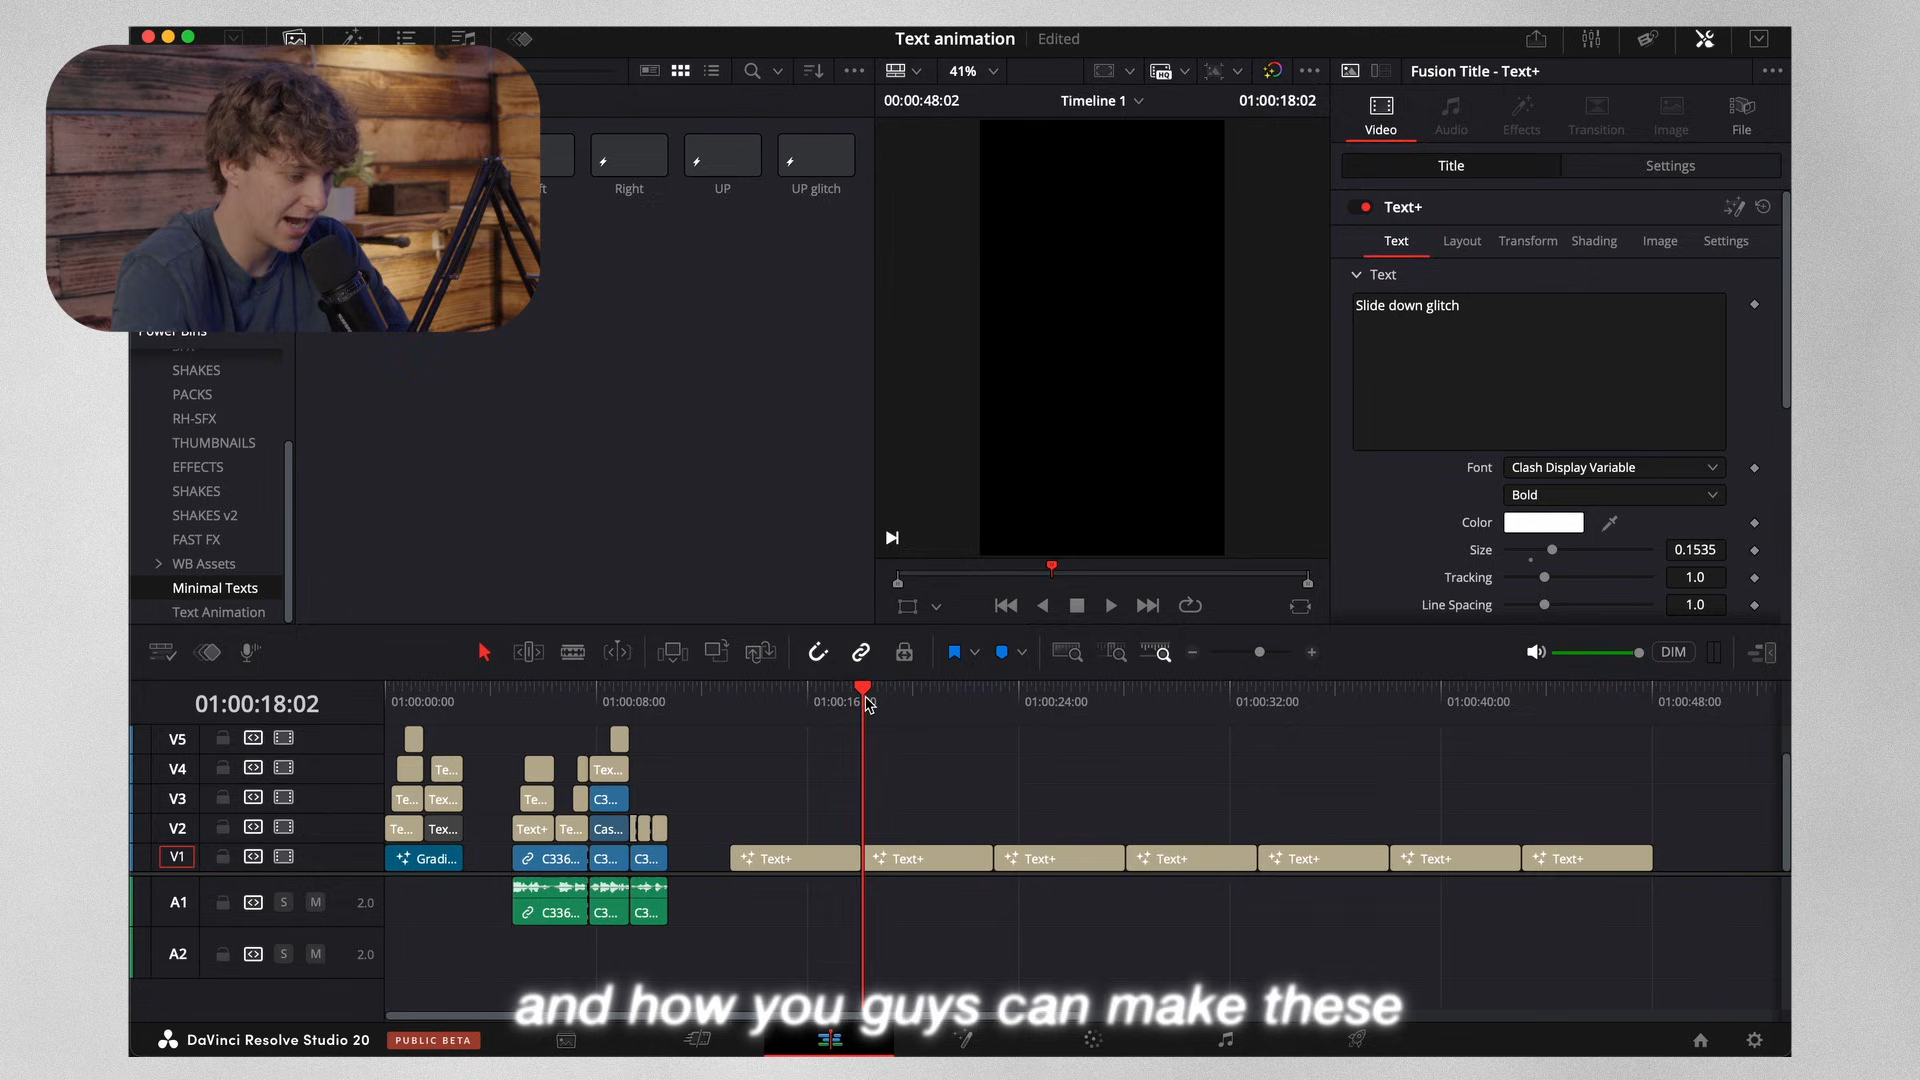 Text animation Edited
41%
Fusion Title - Text+
00:00:48:02 Timeline 1 01:00:18:02
Video Audio Effects Transition Image File
Title Settings
Right UP UP glitch
Text+
Text Layout Transform Shading Image Settings
Text
Slide down glitch
Power Bins
SHAKES
PACKS
RH-SFX
THUMBNAILS
EFFECTS
SHAKES
SHAKES v2
FAST FX
WB Assets
Minimal Texts
Text Animation
Font Clash Display Variable
Bold
Color
Size 0.1535
Tracking 1.0
Line Spacing 1.0
DIM
01:00:18:02 01:00:00:00 01:00:08:00 01:00:16 01:00:24:00 01:00:32:00 01:00:40:00 01:00:48:00
V5
V4 Te... Tex...
V3 Te... Tex... Te... C3...
V2 Te... Tex... Text+ Te... Cas...
V1 Gradi... C336... C3... C3... Text+ Text+ Text+ Text+ Text+ Text+ Text+
A1 S M 2.0 C336... C3... C3...
A2 S M 2.0
and how you guys can make these
DaVinci Resolve Studio 20 PUBLIC BETA